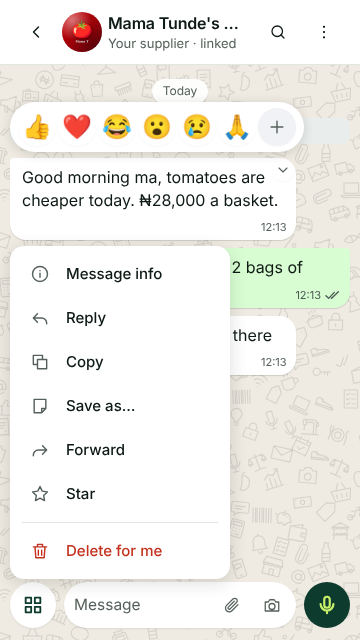 Mama Tunde's ...
Your supplier · linked
Today
Good morning ma, tomatoes are
cheaper today. ₦28,000 a basket.
12:13
2 bags of
12:13
there
12:13
Message info
Reply
Copy
Save as...
Forward
Star
Delete for me
Message